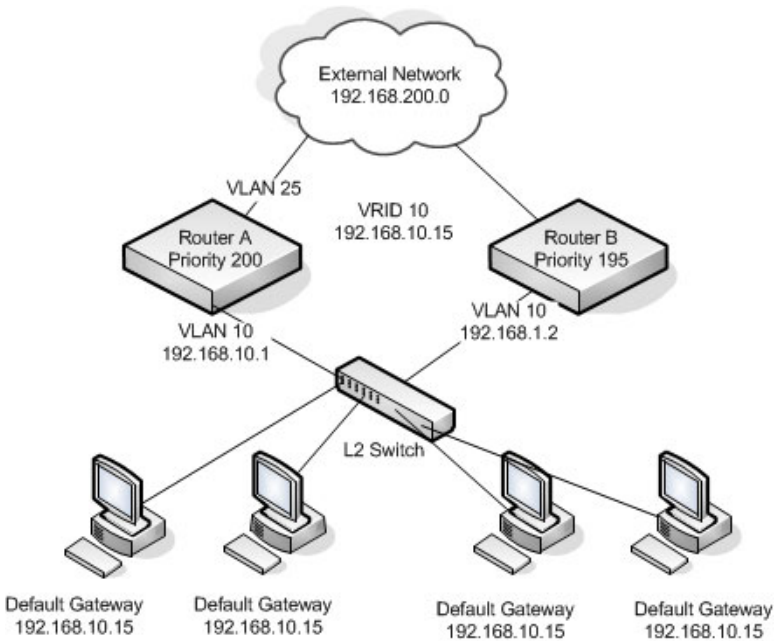 External Network
192.168.200.0
VLAN 25
VRID 10
192.168.10.15
Router A
Priority 200
Router B
Priority 195
VLAN 10
192.168.10.1
VLAN 10
192.168.1.2
L2 Switch
Default Gateway
192.168.10.15
Default Gateway
192.168.10.15
Default Gateway
192.168.10.15
Default Gateway
192.168.10.15